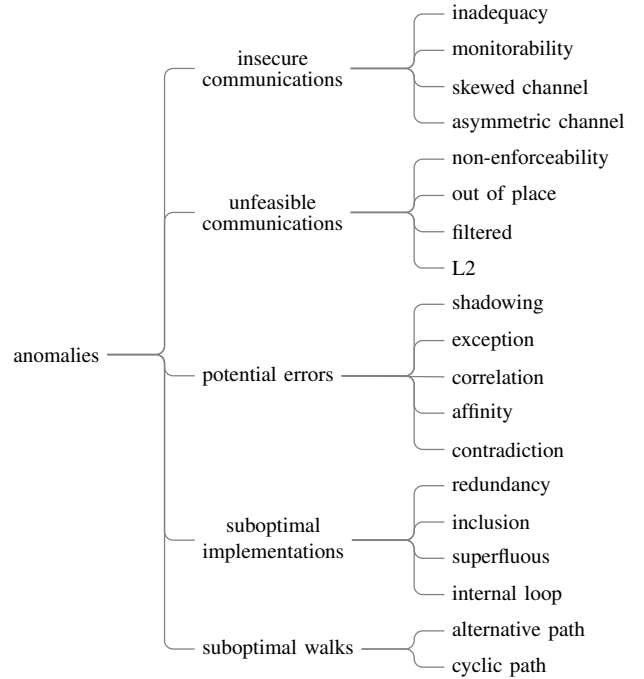 anomalies
insecure
communications
inadequacy
monitorability
skewed channel
asymmetric channel
unfeasible
communications
non-enforceability
out of place
filtered
L2
potential errors
shadowing
exception
correlation
affinity
contradiction
suboptimal
implementations
redundancy
inclusion
superfluous
internal loop
suboptimal walks
alternative path
cyclic path